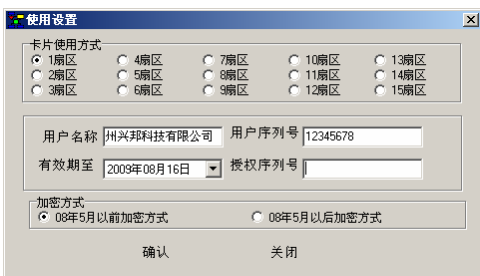 使用设置
卡片使用方式
1扇区 4扇区 7扇区 10扇区 13扇区
2扇区 5扇区 8扇区 11扇区 14扇区
3扇区 6扇区 9扇区 12扇区 15扇区
用户名称 州兴邦科技有限公司 用户序列号 12345678
有效期至 2009年08月16日 授权序列号
加密方式
08年5月以前加密方式 08年5月以后加密方式
确认 关闭